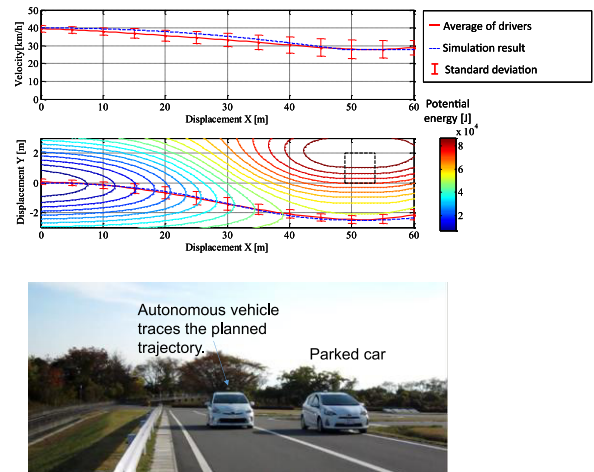 50
40
30
20
10
0
Velocity[km/h]
0 10 20 30 40 50 60
Displacement X [m]
Average of drivers
Simulation result
Standard deviation
Potential
energy [J]
x 10^4
8
6
4
2
2
0
-2
Displacement Y [m]
0 10 20 30 40 50 60
Displacement X [m]
Autonomous vehicle
traces the planned
trajectory.
Parked car